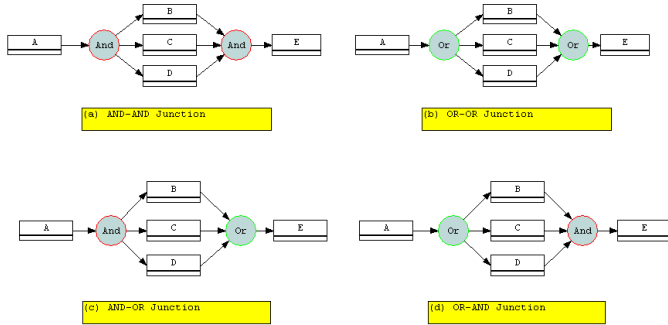 B
B
A
And
C
And
E
A
Or
C
Or
E
D
D
(a) AND-AND Junction
(b) OR-OR Junction
B
B
A
And
C
Or
E
A
Or
C
And
E
D
D
(c) AND-OR Junction
(d) OR-AND Junction